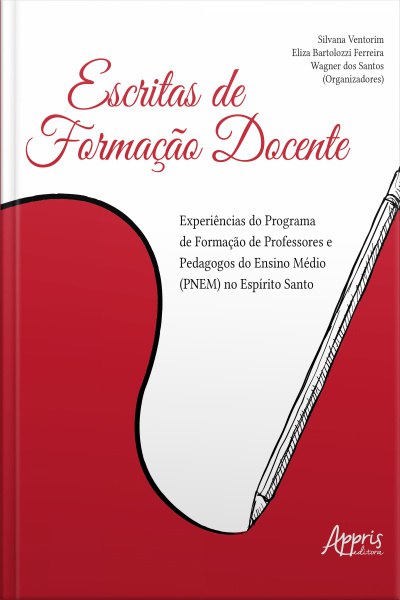 Silvana Ventorim
Eliza Bartolozzi Ferreira
Wagner dos Santos
(Organizadores)
Escritas de
Formação Docente
Experiências do Programa
de Formação de Professores e
Pedagogos do Ensino Médio
(PNEM) no Espírito Santo
Appris
editora